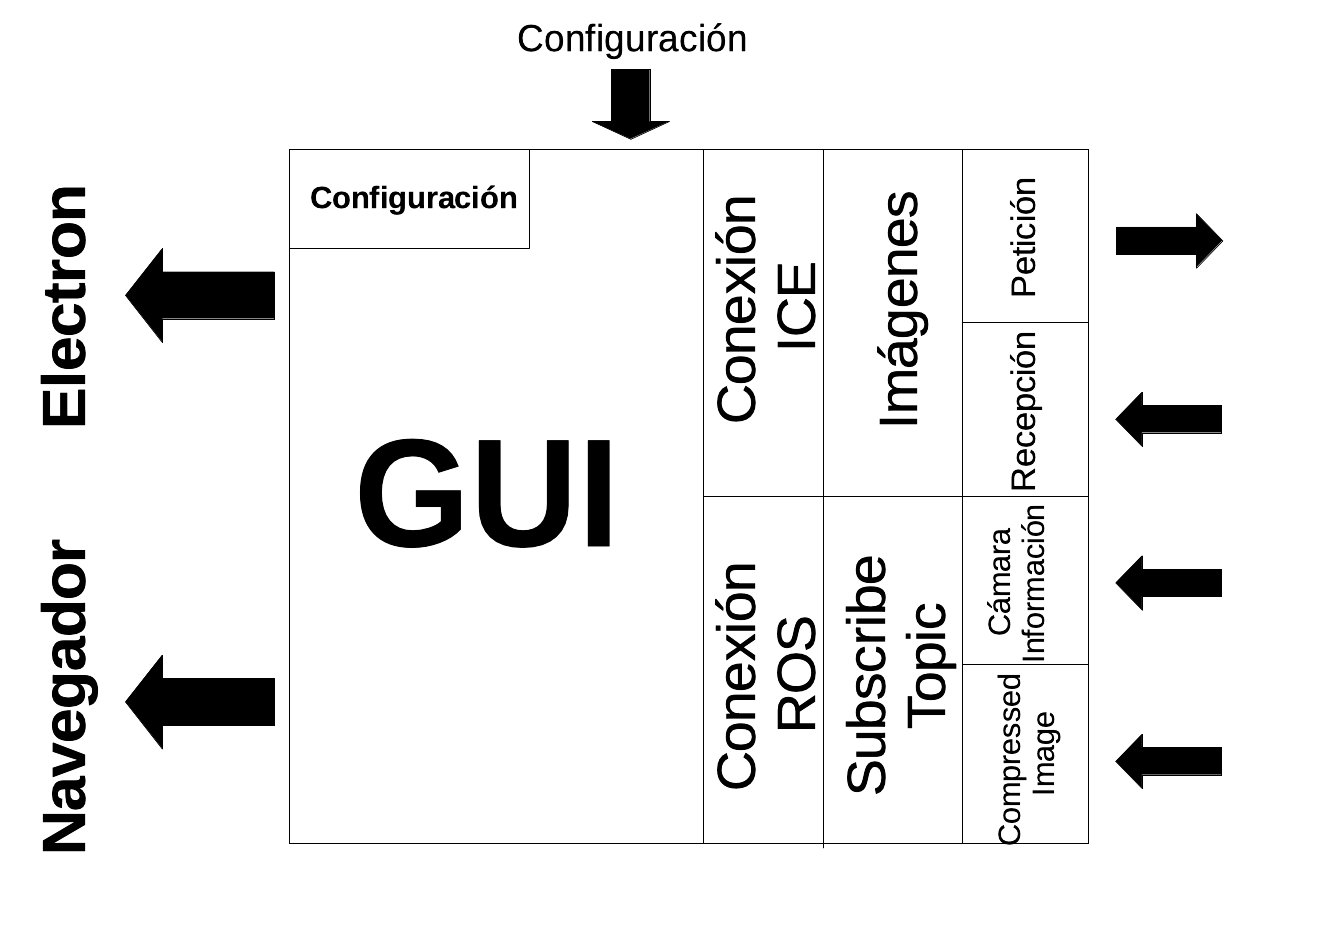 Configuración
Electron
Navegador
Configuración
GUI
Conexión
ICE
Imágenes
Petición
Recepción
Conexión
ROS
Subscribe
Topic
Cámara
Información
Compressed
Image